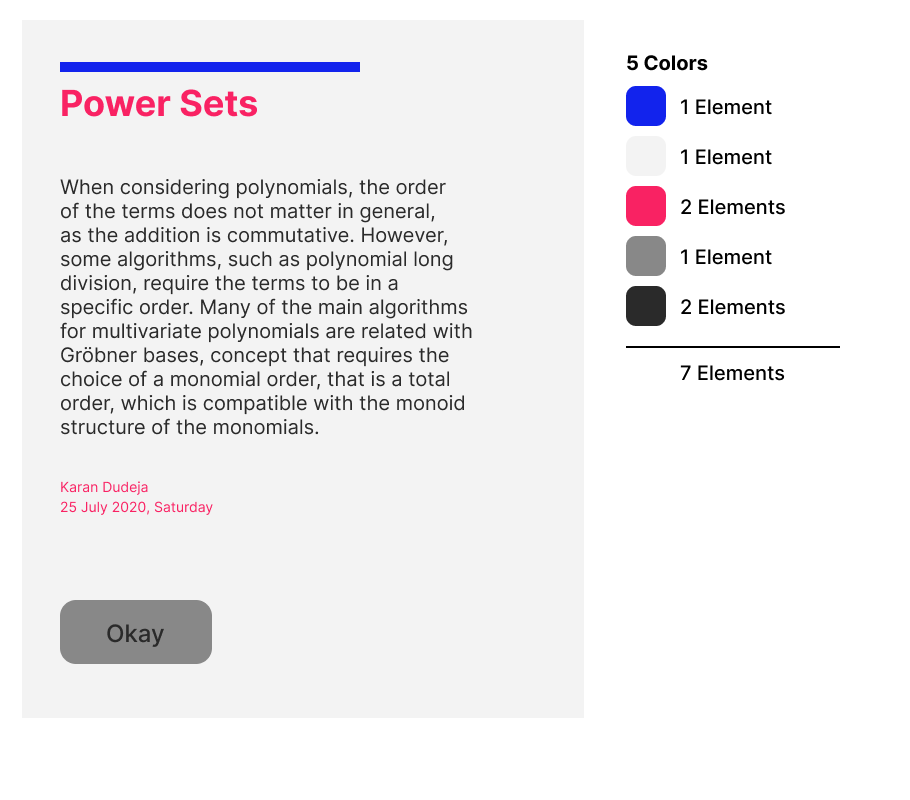 Power Sets
When considering polynomials, the order
of the terms does not matter in general,
as the addition is commutative. However,
some algorithms, such as polynomial long
division, require the terms to be in a
specific order. Many of the main algorithms
for multivariate polynomials are related with
Gröbner bases, concept that requires the
choice of a monomial order, that is a total
order, which is compatible with the monoid
structure of the monomials.
Karan Dudeja
25 July 2020, Saturday
Okay
5 Colors
1 Element
1 Element
2 Elements
1 Element
2 Elements
7 Elements